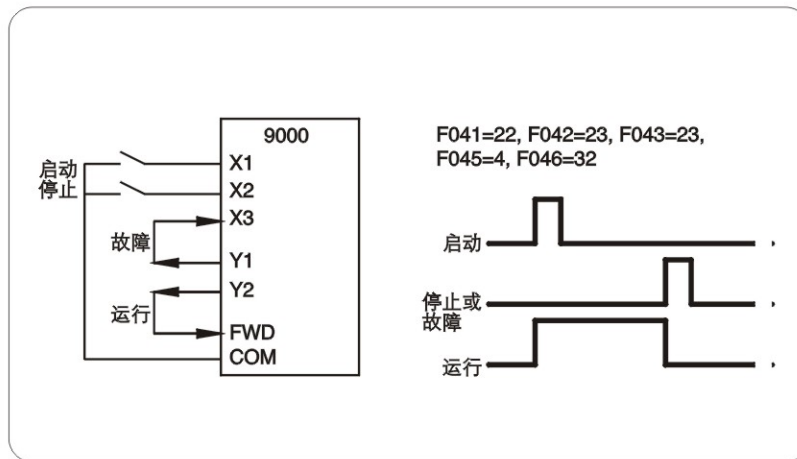 9000
启动
停止
X1
X2
X3
故障
Y1
Y2
运行
FWD
COM
F041=22, F042=23, F043=23,
F045=4, F046=32
启动
停止或
故障
运行